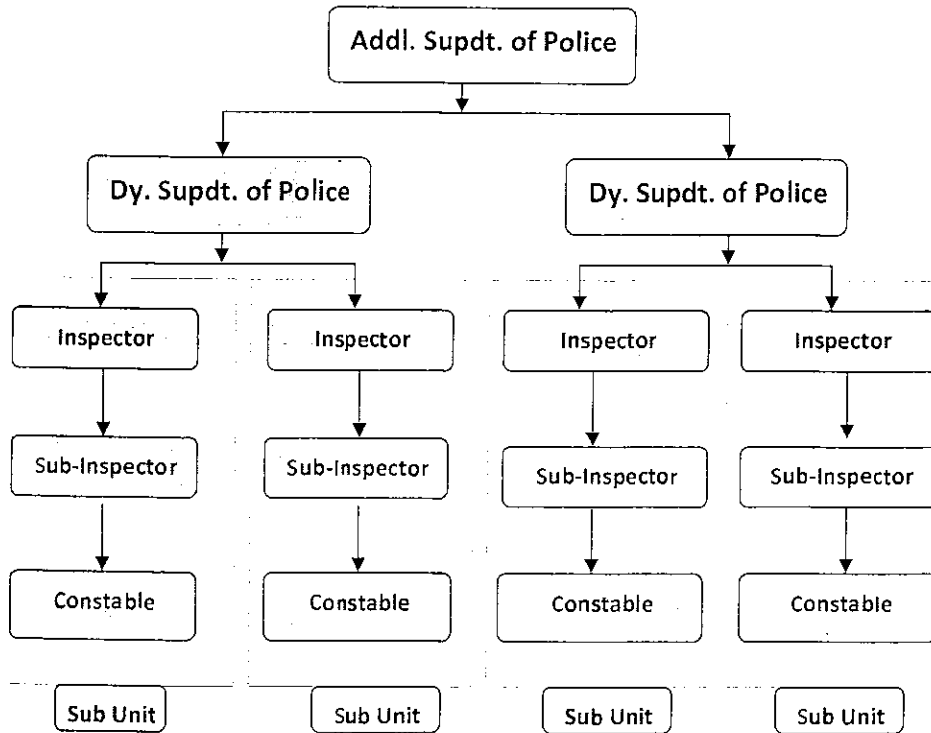 Addl. Supdt. of Police
Dy. Supdt. of Police
Dy. Supdt. of Police
Inspector
Inspector
Inspector
Inspector
Sub-Inspector
Sub-Inspector
Sub-Inspector
Sub-Inspector
Constable
Constable
Constable
Constable
Sub Unit
Sub Unit
Sub Unit
Sub Unit